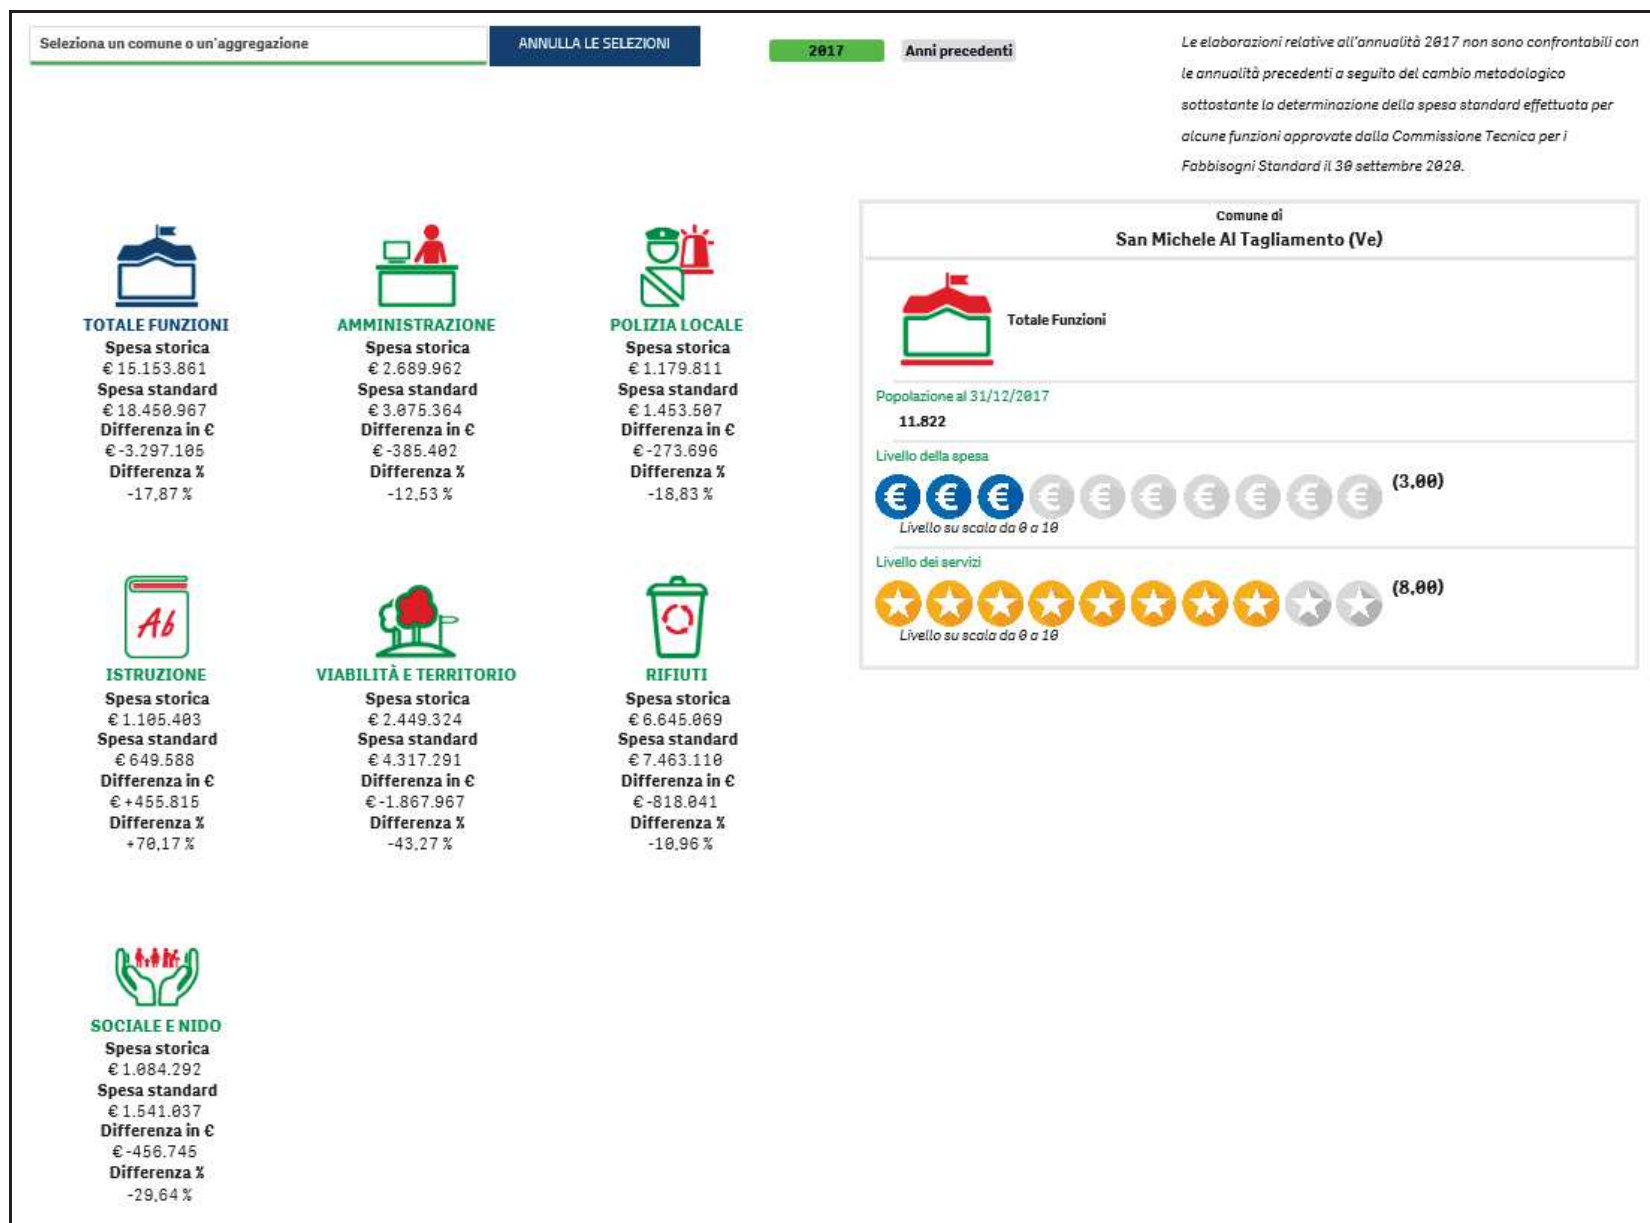 Seleziona un comune o un'aggregazione
ANNULLA LE SELEZIONI
2017
Anni precedenti
Le elaborazioni relative all'annualità 2017 non sono confrontabili con
le annualità precedenti a seguito del cambio metodologico
sottostante la determinazione della spesa standard effettuata per
alcune funzioni approvate dalla Commissione Tecnica per i
Fabbisogni Standard il 30 settembre 2020.
TOTALE FUNZIONI
Spesa storica
€ 15.153.861
Spesa standard
€ 18.450.967
Differenza in €
€ -3.297.105
Differenza %
-17,87 %
AMMINISTRAZIONE
Spesa storica
€ 2.689.962
Spesa standard
€ 3.075.364
Differenza in €
€ -385.402
Differenza %
-12,53 %
POLIZIA LOCALE
Spesa storica
€ 1.179.811
Spesa standard
€ 1.453.507
Differenza in €
€ -273.696
Differenza %
-18,83 %
Ab
ISTRUZIONE
Spesa storica
€ 1.105.403
Spesa standard
€ 649.588
Differenza in €
€ +455.815
Differenza %
+70,17 %
VIABILITÀ E TERRITORIO
Spesa storica
€ 2.449.324
Spesa standard
€ 4.317.291
Differenza in €
€ -1.867.967
Differenza %
-43,27 %
RIFIUTI
Spesa storica
€ 6.645.069
Spesa standard
€ 7.463.110
Differenza in €
€ -818.041
Differenza %
-10,96 %
SOCIALE E NIDO
Spesa storica
€ 1.084.292
Spesa standard
€ 1.541.037
Differenza in €
€ -456.745
Differenza %
-29,64 %
Comune di
San Michele Al Tagliamento (Ve)
Totale Funzioni
Popolazione al 31/12/2017
11.822
Livello della spesa
€ € € € € € € € € € (3,00)
Livello su scala da 0 a 10
Livello dei servizi
(8,00)
Livello su scala da 0 a 10